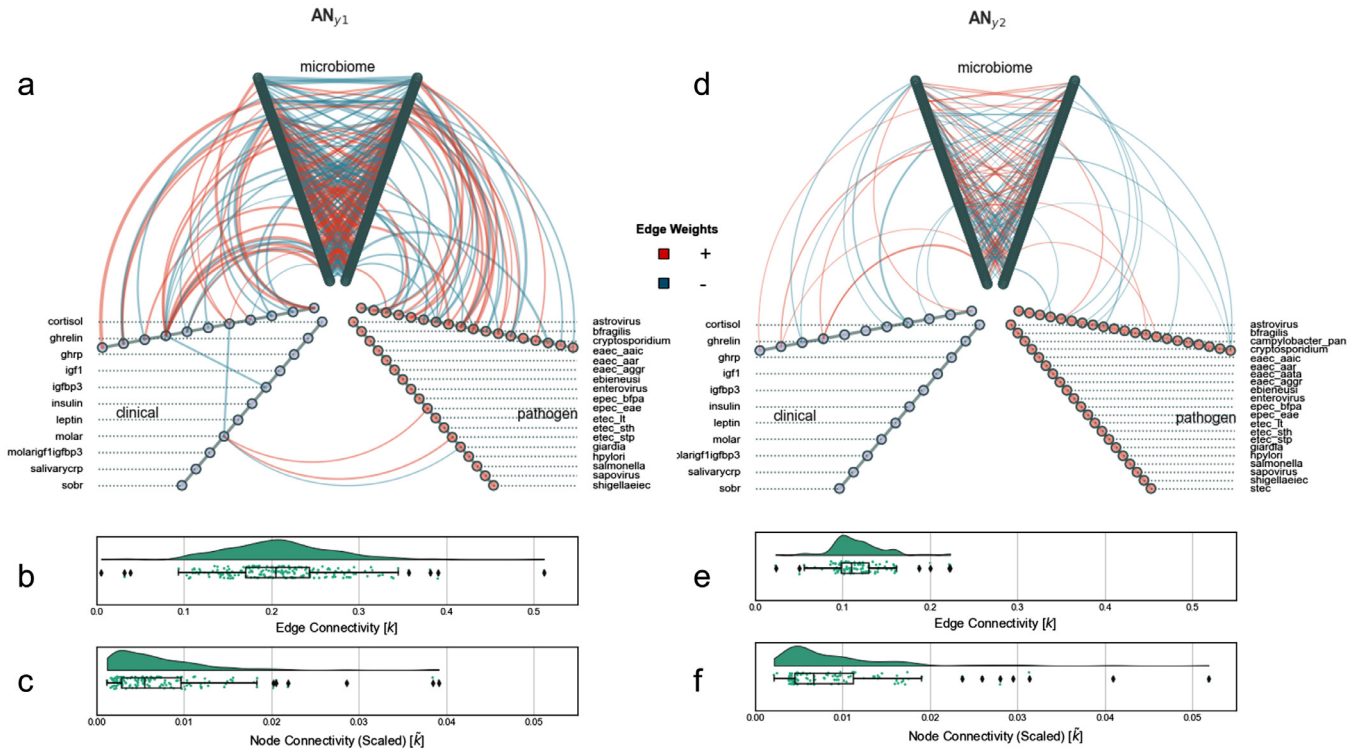 AN_y1
a
microbiome
cortisol
ghrelin
ghrp
igf1
igfbp3
insulin
leptin
molar
molarigf1igfbp3
salivarycrp
sobr
clinical
pathogen
astrovirus
bfragilis
cryptosporidium
eaec_aaic
eaec_aar
eaec_aggr
ebieneusi
enterovirus
epec_bfpa
epec_eae
etec_lt
etec_sth
etec_stp
giardia
hpylori
salmonella
sapovirus
shigellaeiec
b
0.0 0.1 0.2 0.3 0.4 0.5
Edge Connectivity [k]
c
0.00 0.01 0.02 0.03 0.04 0.05
Node Connectivity (Scaled) [k̃]
Edge Weights
+
-
AN_y2
d
microbiome
cortisol
ghrelin
ghrp
igf1
igfbp3
insulin
leptin
molar
olarigf1igfbp3
salivarycrp
sobr
clinical
pathogen
astrovirus
bfragilis
campylobacter_pan
cryptosporidium
eaec_aaic
eaec_aar
eaec_aata
eaec_aggr
ebieneusi
enterovirus
epec_bfpa
epec_eae
etec_lt
etec_sth
etec_stp
giardia
hpylori
salmonella
sapovirus
shigellaeiec
stec
e
0.0 0.1 0.2 0.3 0.4 0.5
Edge Connectivity [k]
f
0.00 0.01 0.02 0.03 0.04 0.05
Node Connectivity (Scaled) [k̃]